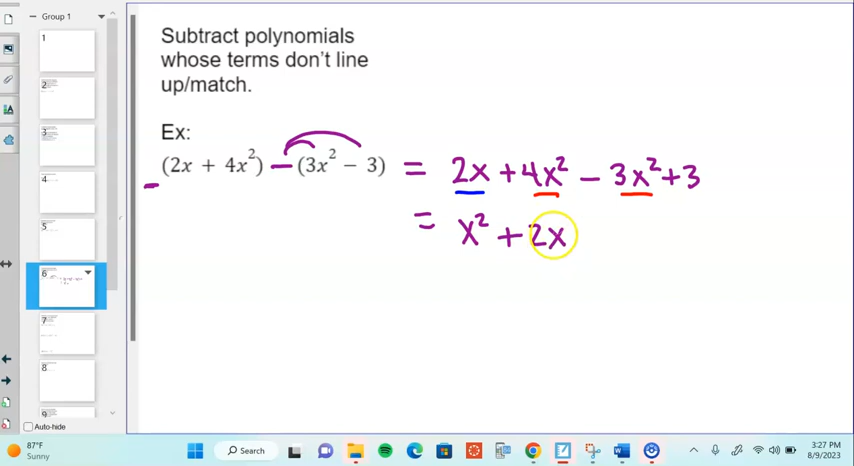 Group 1
Subtract polynomials
whose terms don't line
up/match.
Ex:
(2x + 4x²) − (3x² − 3) = 2x + 4x² − 3x² + 3
= x² + 2x
1
2
3
4
5
6
7
8
9
Auto-hide
87°F
Sunny
Search
3:27 PM
8/9/2023